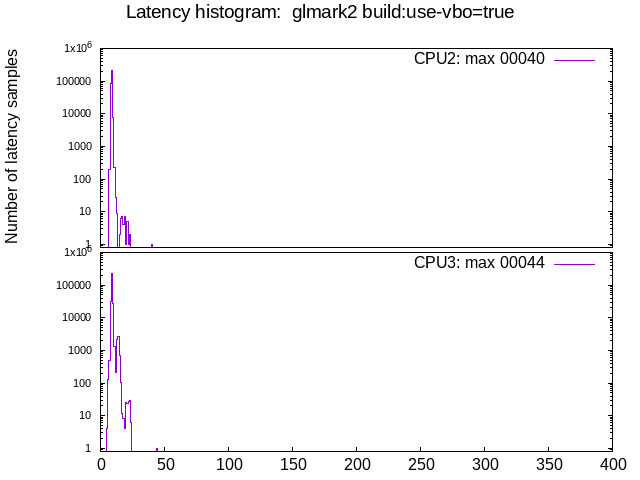 Latency histogram:  glmark2 build:use-vbo=true
Number of latency samples
1x10^6
CPU2: max 00040
100000
10000
1000
100
10
1
1x10^6
CPU3: max 00044
100000
10000
1000
100
10
1
0 50 100 150 200 250 300 350 400